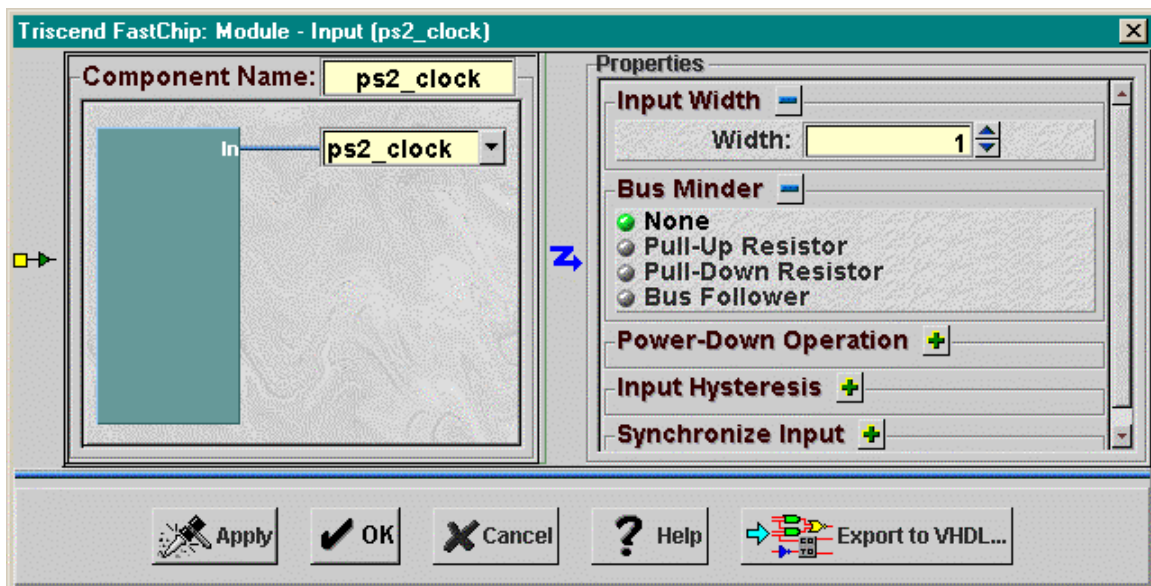 Triscend FastChip: Module - Input (ps2_clock)
Component Name: ps2_clock
In ps2_clock
Properties
Input Width
Width: 1
Bus Minder
None
Pull-Up Resistor
Pull-Down Resistor
Bus Follower
Power-Down Operation
Input Hysteresis
Synchronize Input
Apply OK Cancel Help Export to VHDL...